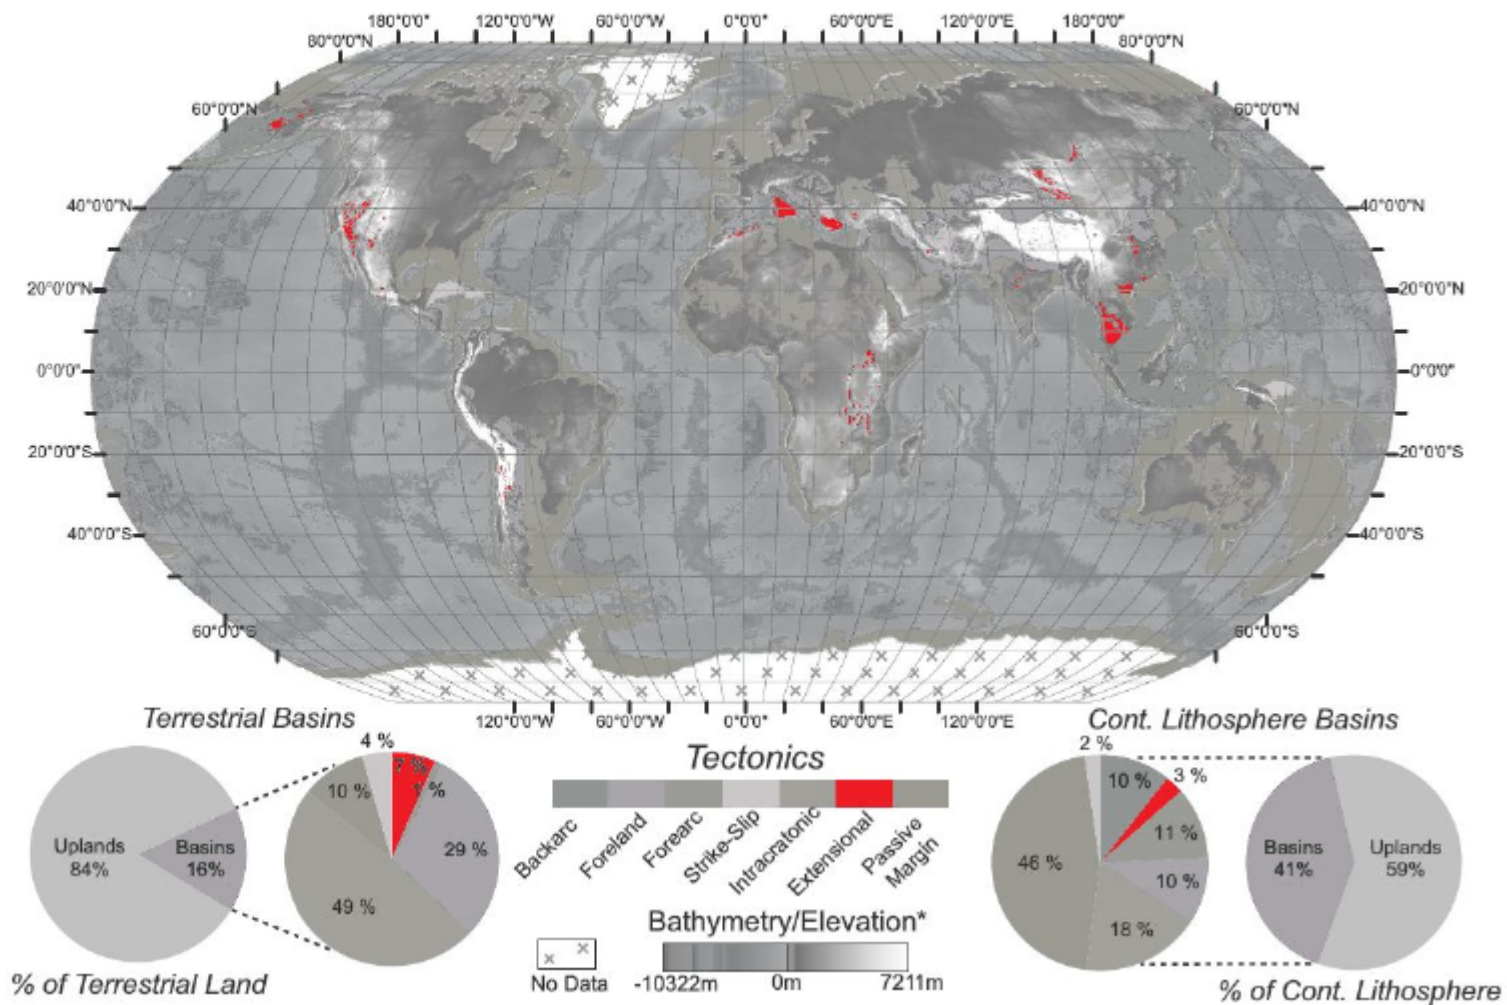 180°0'0" 120°0'0"W 60°0'0"W 0°0'0" 60°0'0"E 120°0'0"E 180°0'0"
80°0'0"N 80°0'0"N
60°0'0"N 60°0'0"N
40°0'0"N 40°0'0"N
20°0'0"N 20°0'0"N
0°0'0" 0°0'0"
20°0'0"S 20°0'0"S
40°0'0"S 40°0'0"S
60°0'0"S 60°0'0"S
120°0'0"W 60°0'0"W 0°0'0" 60°0'0"E 120°0'0"E
Terrestrial Basins
Uplands
84%
Basins
16%
4 %
7 %
1 %
10 %
29 %
49 %
% of Terrestrial Land
Tectonics
Backarc
Foreland
Forearc
Strike-Slip
Intracratonic
Extensional
Passive
Margin
Bathymetry/Elevation*
No Data
-10322m 0m 7211m
Cont. Lithosphere Basins
2 %
10 %
3 %
11 %
46 %
10 %
18 %
Basins
41%
Uplands
59%
% of Cont. Lithosphere